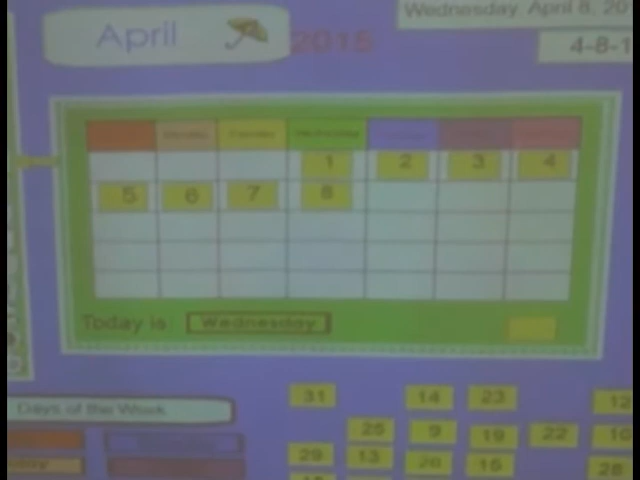 April
2015
Wednesday, April 8, 20
4-8-1
Wednesday
1 2 3 4
5 6 7 8
Today is Wednesday
31 14 23 12
Days of the Week
25 9 19 22 10
29 13 15 28